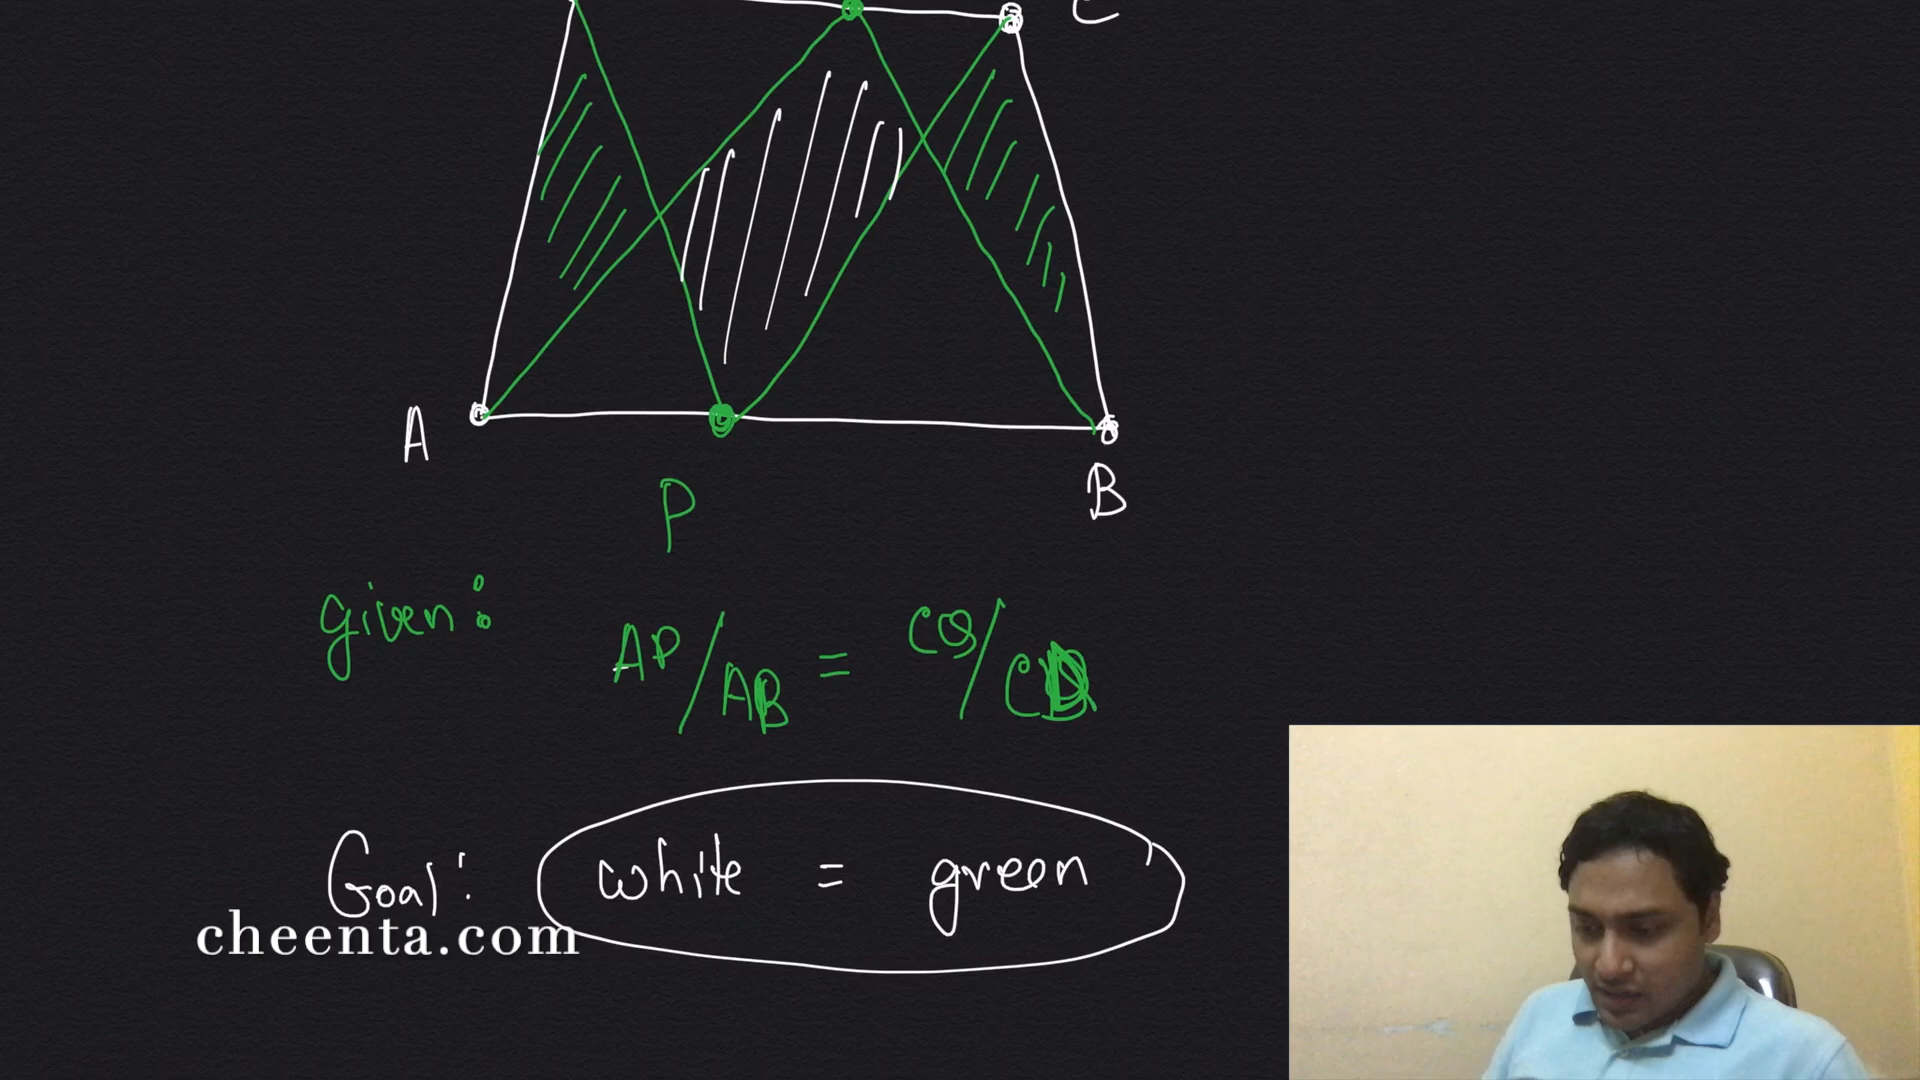 C
A
B
P
given: AP/AB = CQ/CD
Goal: white = green
cheenta.com